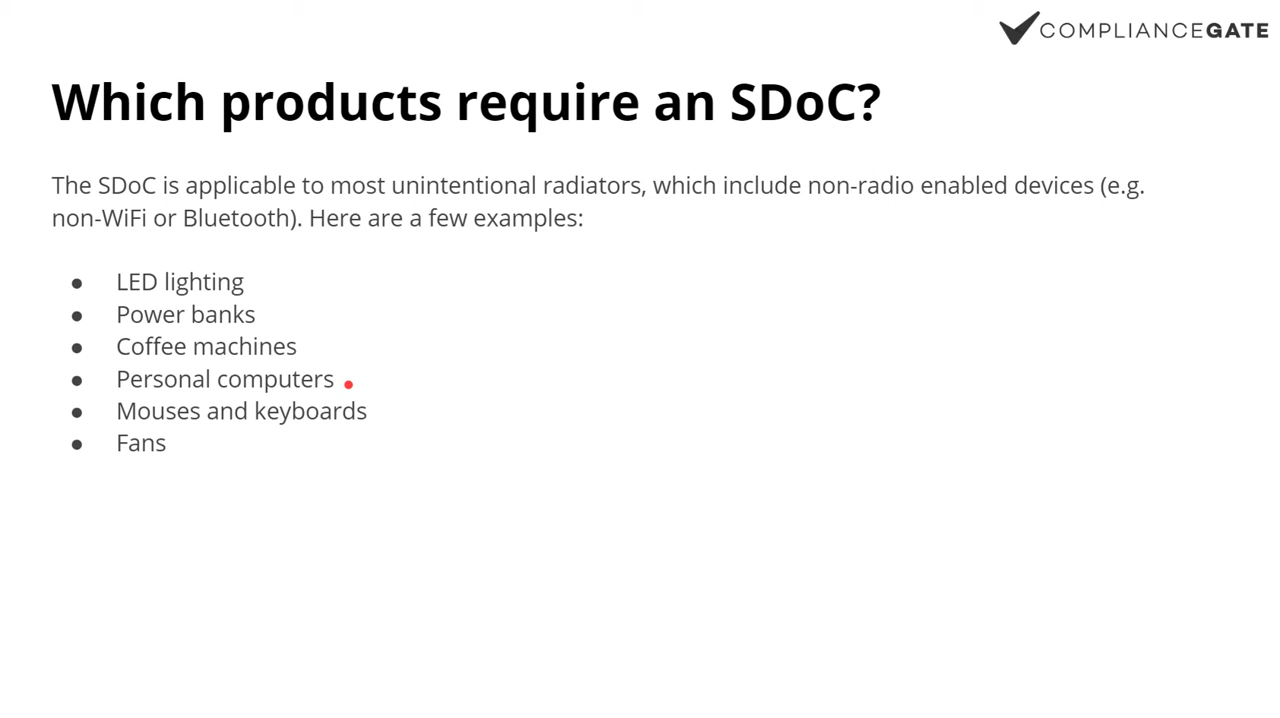 COMPLIANCEGATE
Which products require an SDoC?
The SDoC is applicable to most unintentional radiators, which include non-radio enabled devices (e.g.
non-WiFi or Bluetooth). Here are a few examples:
● LED lighting
● Power banks
● Coffee machines
● Personal computers
● Mouses and keyboards
● Fans